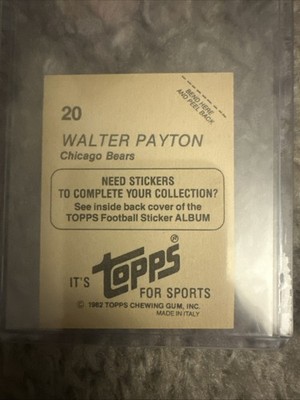 20
BEND HERE
AND PEEL BACK
WALTER PAYTON
Chicago Bears
NEED STICKERS
TO COMPLETE YOUR COLLECTION?
See inside back cover of the
TOPPS Football Sticker ALBUM
IT'S topps®
FOR SPORTS
© 1982 TOPPS CHEWING GUM, INC.
MADE IN ITALY